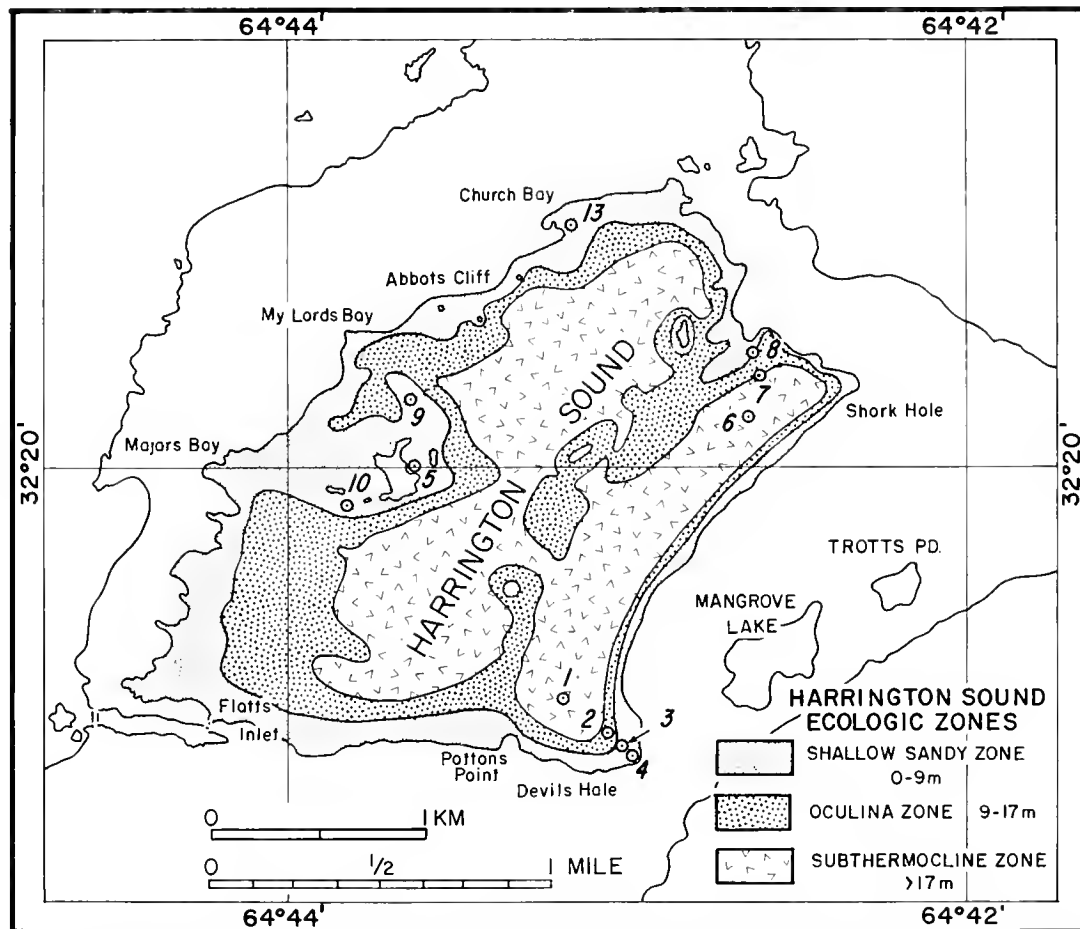 64°44'
64°42'
Church Bay
13
Abbots Cliff
My Lords Bay
8
7
6
9
Shork Hole
Majors Bay
32°20'
32°20'
10
5
HARRINGTON SOUND
TROTTS PD.
MANGROVE
LAKE
1
2
3
4
Flatts
Inlet
Pottons
Point
Devils Hale
HARRINGTON SOUND
ECOLOGIC ZONES
SHALLOW SANDY ZONE
0-9m
OCULINA ZONE 9-17m
SUBTHERMOCLINE ZONE
>17m
0 1 KM
0 1/2 1 MILE
64°44'
64°42'